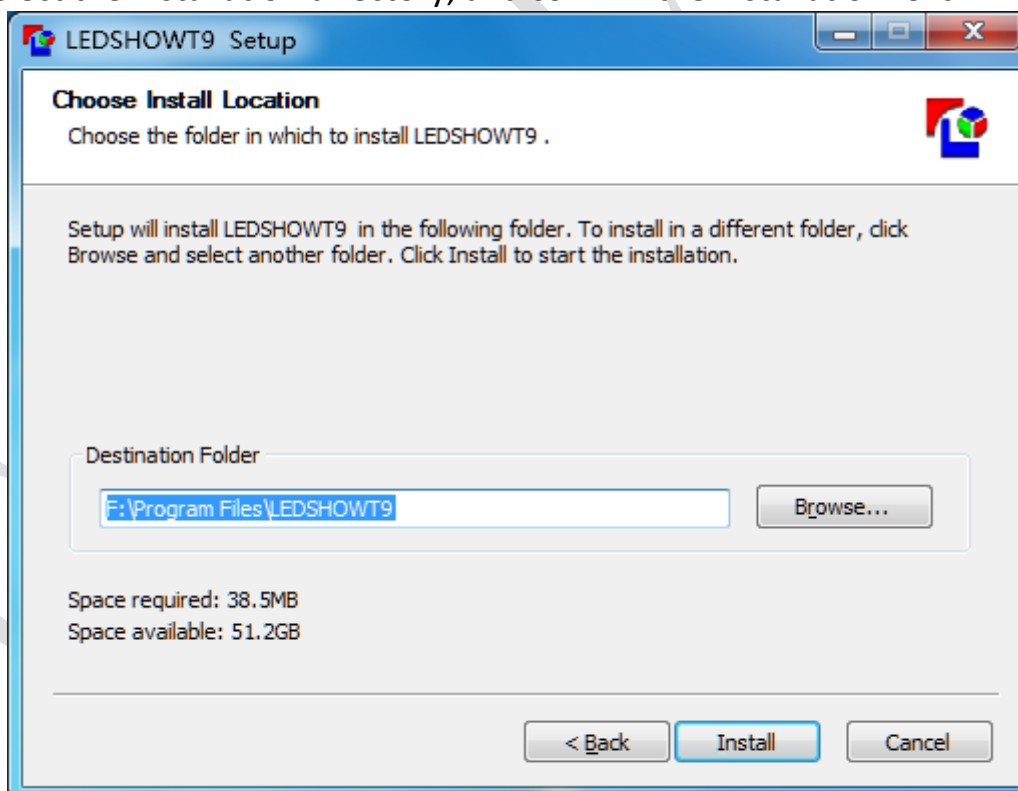 LEDSHOWT9 Setup
Choose Install Location
Choose the folder in which to install LEDSHOWT9 .
Setup will install LEDSHOWT9 in the following folder. To install in a different folder, click
Browse and select another folder. Click Install to start the installation.
Destination Folder
F:\Program Files\LEDSHOWT9
Browse...
Space required: 38.5MB
Space available: 51.2GB
< Back
Install
Cancel